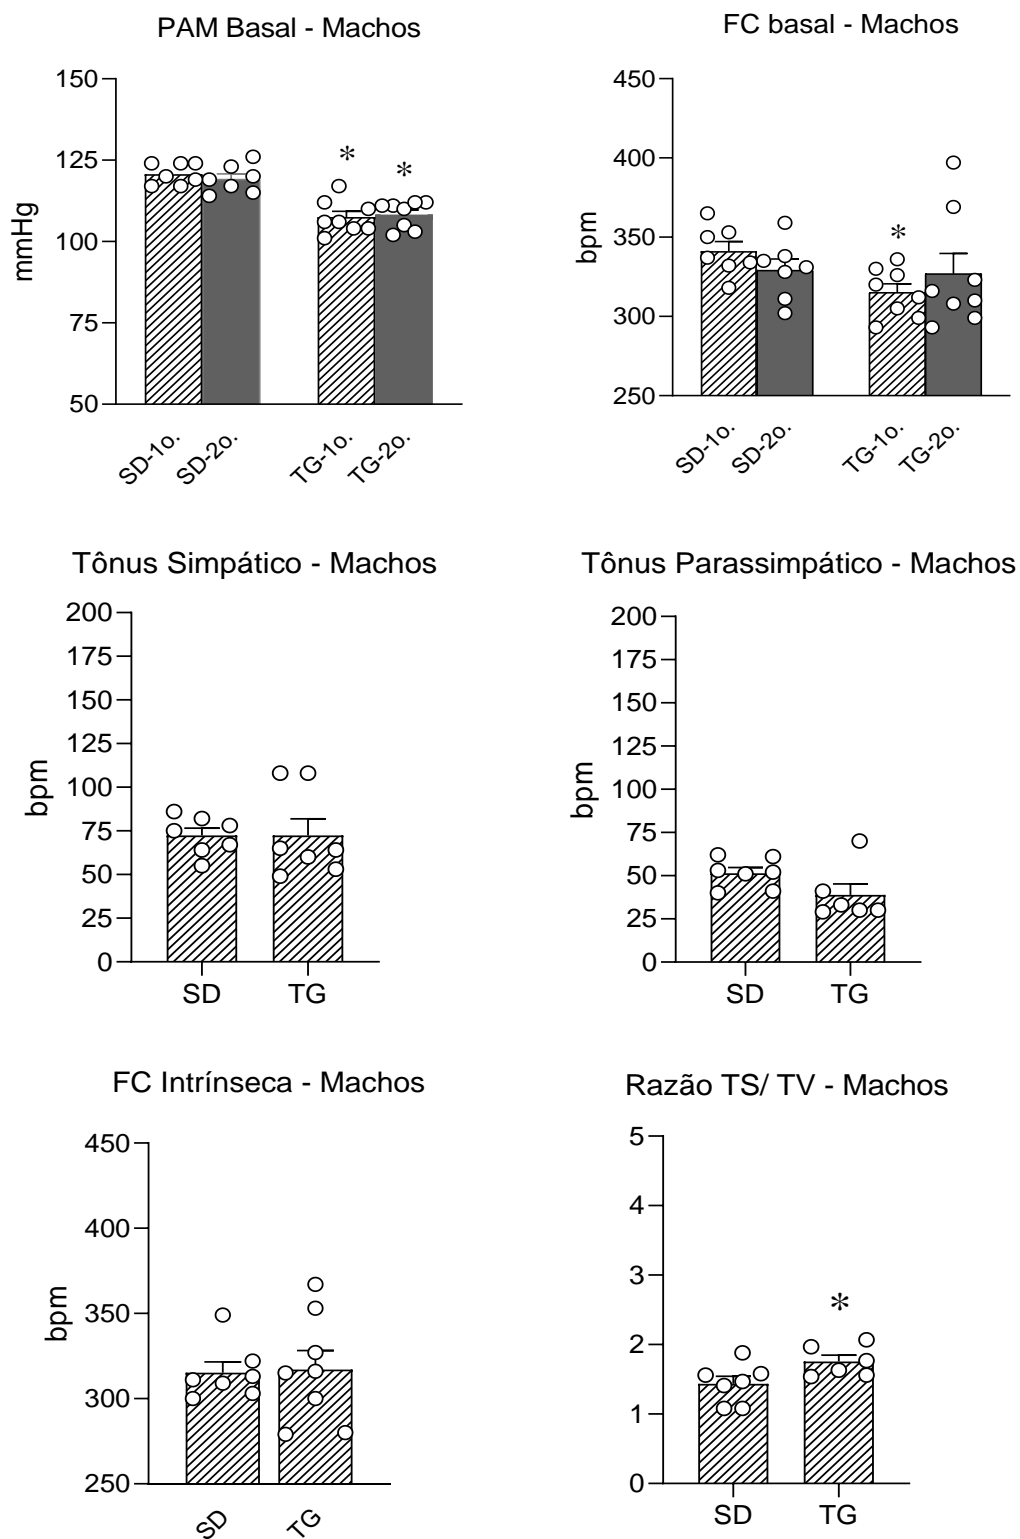 PAM Basal - Machos
150
125
100
75
50
mmHg
*
*
SD-1o.
SD-2o.
TG-1o.
TG-2o.
FC basal - Machos
450
400
350
300
250
bpm
*
SD-1o.
SD-2o.
TG-1o.
TG-2o.
Tônus Simpático - Machos
200
175
150
125
100
75
50
25
0
bpm
SD
TG
Tônus Parassimpático - Machos
200
175
150
125
100
75
50
25
0
bpm
SD
TG
FC Intrínseca - Machos
450
400
350
300
250
bpm
SD
TG
Razão TS/ TV - Machos
5
4
3
2
1
0
*
SD
TG